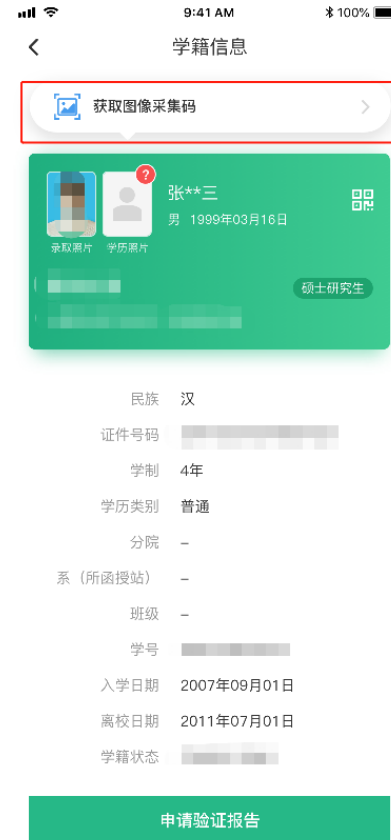 9:41 AM
100%
学籍信息
获取图像采集码
?
张**三
男 1999年03月16日
录取照片 学历照片
硕士研究生
民族 汉
证件号码
学制 4年
学历类别 普通
分院 –
系（所函授站） –
班级 –
学号
入学日期 2007年09月01日
离校日期 2011年07月01日
学籍状态
申请验证报告